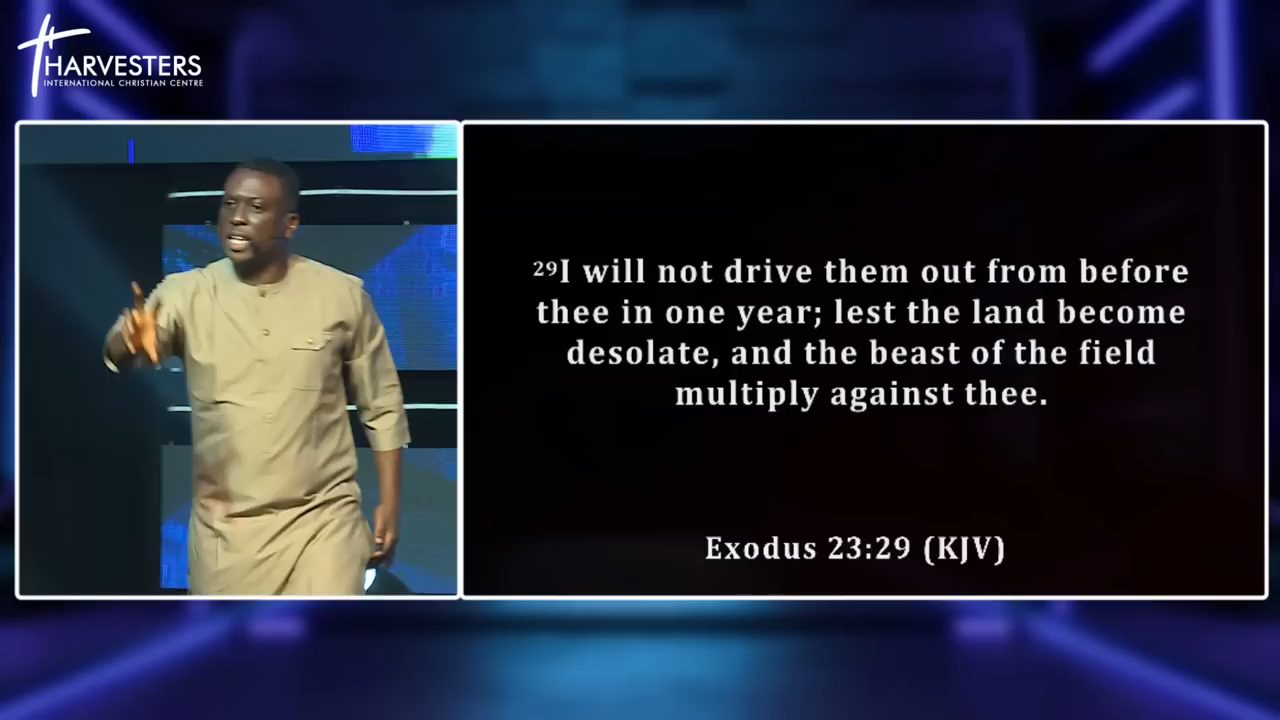 HARVESTERS
INTERNATIONAL CHRISTIAN CENTRE
²⁹I will not drive them out from before
thee in one year; lest the land become
desolate, and the beast of the field
multiply against thee.
Exodus 23:29 (KJV)